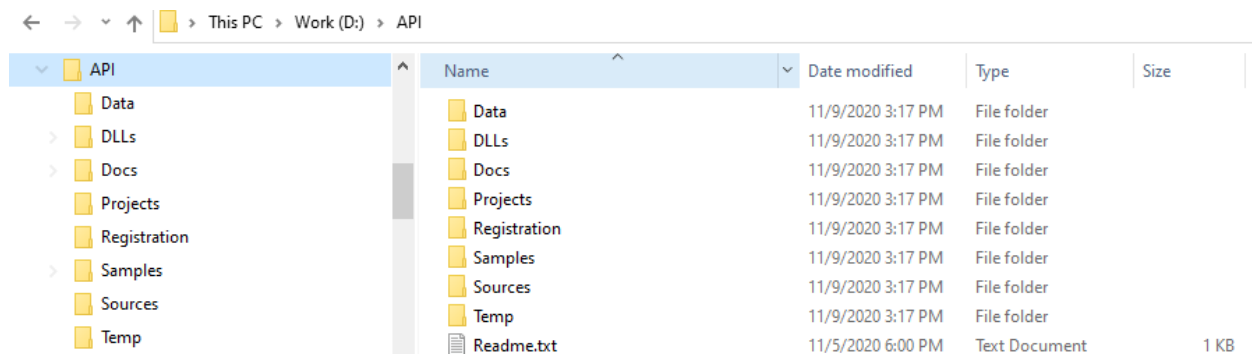 This PC > Work (D:) > API
API
Data
DLLs
Docs
Projects
Registration
Samples
Sources
Temp
Name Date modified Type Size
Data 11/9/2020 3:17 PM File folder
DLLs 11/9/2020 3:17 PM File folder
Docs 11/9/2020 3:17 PM File folder
Projects 11/9/2020 3:17 PM File folder
Registration 11/9/2020 3:17 PM File folder
Samples 11/9/2020 3:17 PM File folder
Sources 11/9/2020 3:17 PM File folder
Temp 11/9/2020 3:17 PM File folder
Readme.txt 11/5/2020 6:00 PM Text Document 1 KB